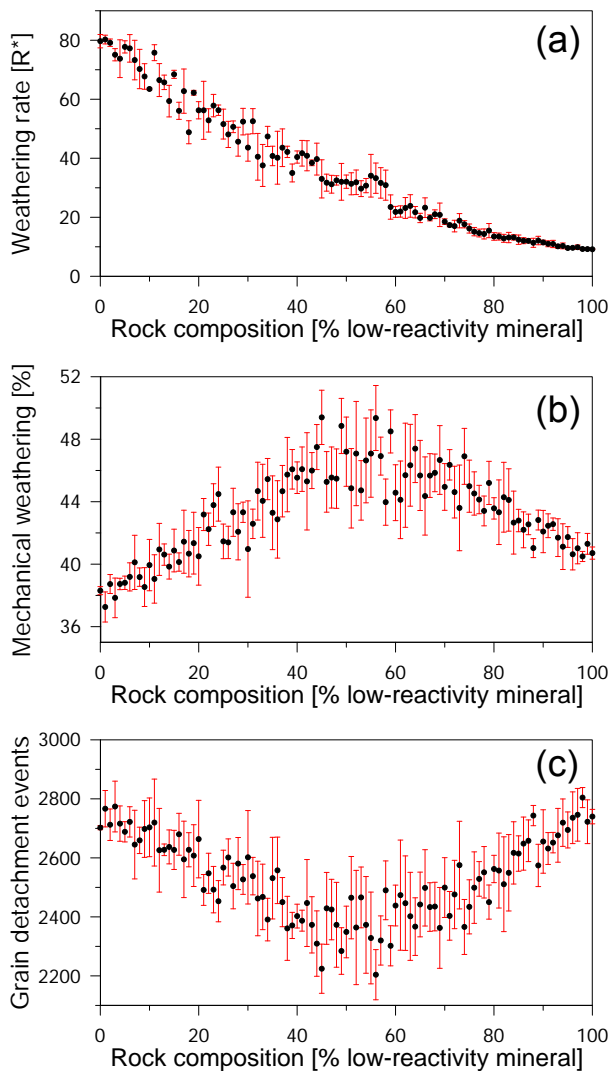 (a)
Weathering rate [R*]
80
60
40
20
0
0 20 40 60 80 100
Rock composition [% low-reactivity mineral]
(b)
Mechanical weathering [%]
52
48
44
40
36
0 20 40 60 80 100
Rock composition [% low-reactivity mineral]
(c)
Grain detachment events
3000
2800
2600
2400
2200
0 20 40 60 80 100
Rock composition [% low-reactivity mineral]